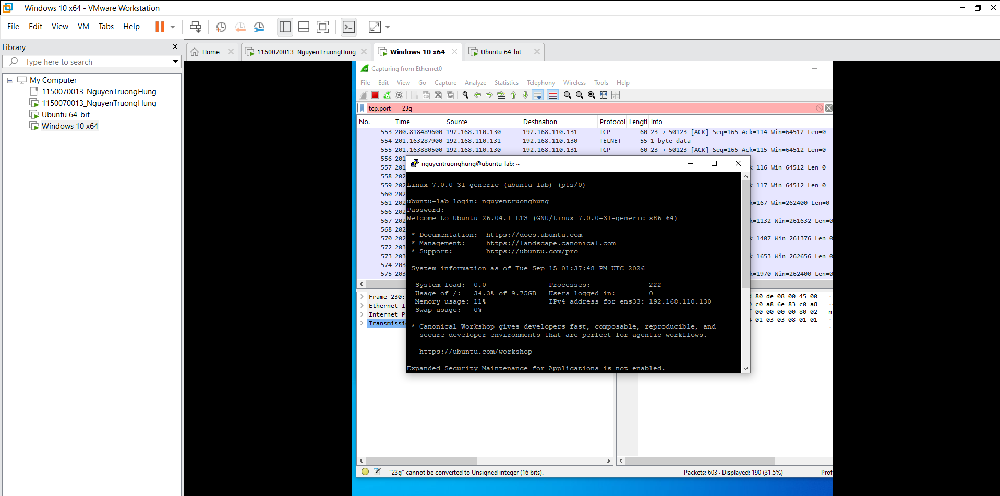 Windows 10 x64 - VMware Workstation
File Edit View VM Tabs Help
Library
Type here to search
My Computer
1150070013_NguyenTruongHung
1150070013_NguyenTruongHung
Ubuntu 64-bit
Windows 10 x64
Home 1150070013_NguyenTruongHung Windows 10 x64 Ubuntu 64-bit
Capturing from Ethernet0
File Edit View Go Capture Analyze Statistics Telephony Wireless Tools Help
tcp.port == 23g
No. Time Source Destination Protocol Lengtl Info
553 200.818489600 192.168.110.130 192.168.110.131 TCP 60 23 → 50123 [ACK] Seq=165 Ack=114 Win=64512 Len=0
554 201.163287900 192.168.110.131 192.168.110.130 TELNET 55 1 byte data
555 201.163880500 192.168.110.130 192.168.110.131 TCP 60 23 → 50123 [ACK] Seq=165 Ack=115 Win=64512 Len=0
556 201
557 201 k=116 Win=64512 Len=0
558 202
559 202 k=117 Win=64512 Len=0
560 202
561 202 k=167 Win=262400 Len=0
566 202
567 202 k=1132 Win=261632 Len=0
568 202
570 202 k=1407 Win=261376 Len=0
572 203
573 203 k=1653 Win=262656 Len=0
574 203
575 203 k=1970 Win=262400 Len=0
nguyentruonghung@ubuntu-lab: ~
Linux 7.0.0-31-generic (ubuntu-lab) (pts/0)
ubuntu-lab login: nguyentruonghung
Password:
Welcome to Ubuntu 26.04.1 LTS (GNU/Linux 7.0.0-31-generic x86_64)
* Documentation: https://docs.ubuntu.com
* Management: https://landscape.canonical.com
* Support: https://ubuntu.com/pro
System information as of Tue Sep 15 01:37:48 PM UTC 2026
System load: 0.0 Processes: 222
Usage of /: 34.3% of 9.75GB Users logged in: 0
Memory usage: 11% IPv4 address for ens33: 192.168.110.130
Swap usage: 0%
* Canonical Workshop gives developers fast, composable, reproducible, and
secure developer environments that are perfect for agentic workflows.
https://ubuntu.com/workshop
Expanded Security Maintenance for Applications is not enabled.
Frame 230:
Ethernet I
Internet P
Transmissi
80 de 08 00 45 00
c0 a8 6e 83 c0 a8
00 00 00 00 80 02 n
01 03 03 08 01 01
"23g" cannot be converted to Unsigned integer (16 bits).
Packets: 603 · Displayed: 190 (31.5%)
Prof